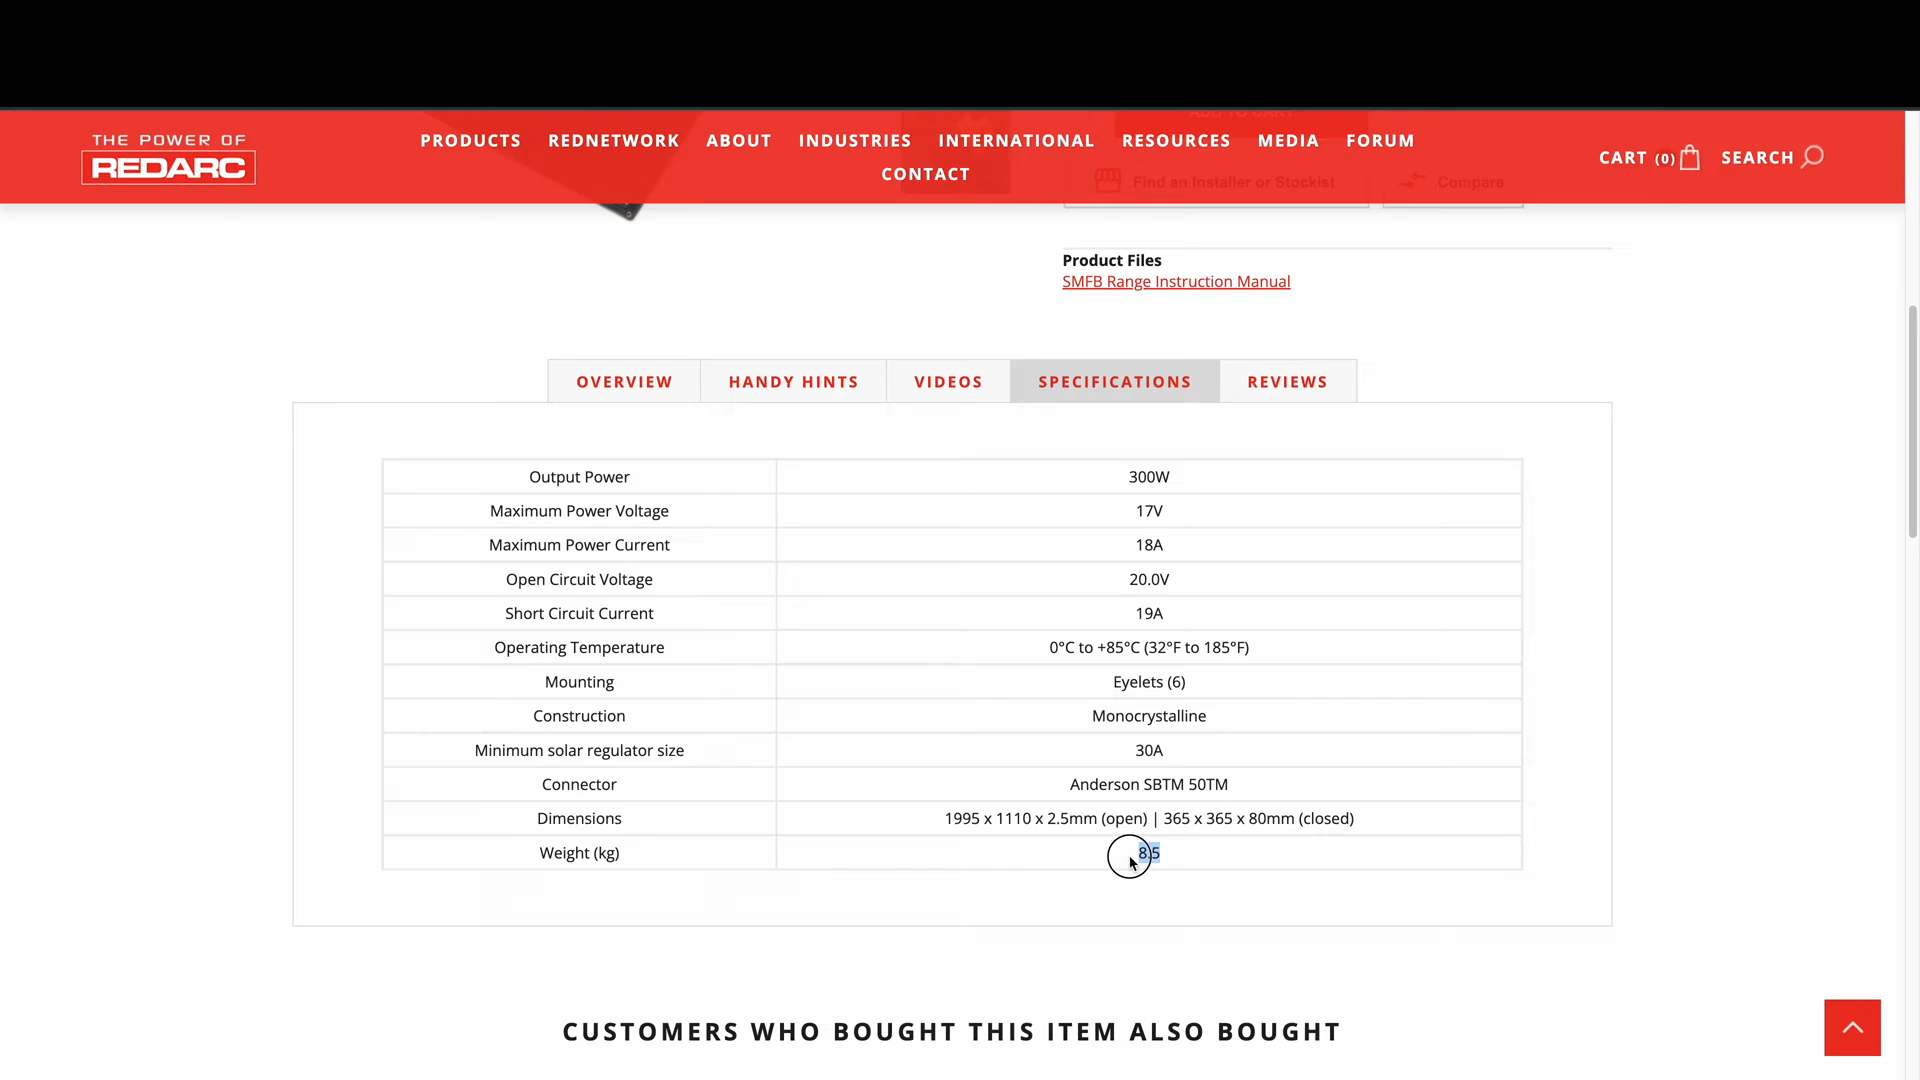 ADD TO CART
THE POWER OF
REDARC
PRODUCTS REDNETWORK ABOUT INDUSTRIES INTERNATIONAL RESOURCES MEDIA FORUM
CONTACT
CART (0) SEARCH
Find an Installer or Stockist Compare
Product Files
SMFB Range Instruction Manual
OVERVIEW HANDY HINTS VIDEOS SPECIFICATIONS REVIEWS
Output Power 300W
Maximum Power Voltage 17V
Maximum Power Current 18A
Open Circuit Voltage 20.0V
Short Circuit Current 19A
Operating Temperature 0°C to +85°C (32°F to 185°F)
Mounting Eyelets (6)
Construction Monocrystalline
Minimum solar regulator size 30A
Connector Anderson SBTM 50TM
Dimensions 1995 x 1110 x 2.5mm (open) | 365 x 365 x 80mm (closed)
Weight (kg) 8.5
CUSTOMERS WHO BOUGHT THIS ITEM ALSO BOUGHT